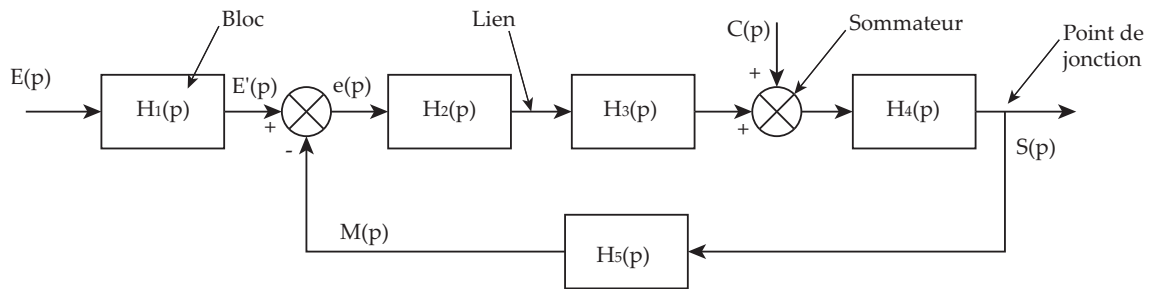 Bloc
Lien
C(p)
Sommateur
Point de
jonction
E(p)
H1(p)
E'(p)
+
-
e(p)
H2(p)
H3(p)
+
+
H4(p)
S(p)
M(p)
H5(p)